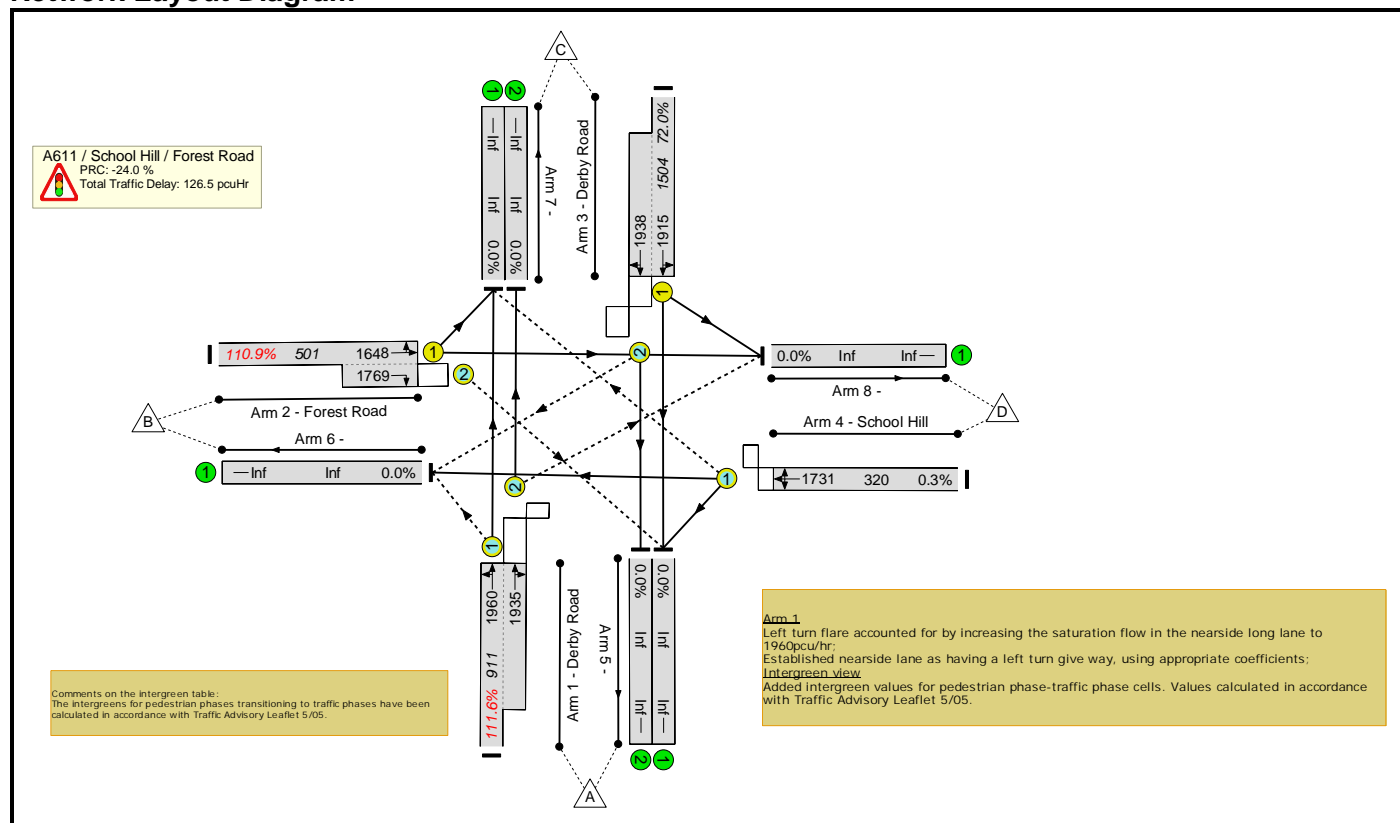 Network Layout Diagram
C
A611 / School Hill / Forest Road
PRC: -24.0 %
Total Traffic Delay: 126.5 pcuHr
1
2
Inf
Inf
0.0%
Inf
Inf
0.0%
Arm 7 -
Arm 3 - Derby Road
72.0%
1504
1915
1938
1
110.9% 501 1648
1769
1
2
2
0.0% Inf Inf
1
Arm 2 - Forest Road
B
Arm 8 -
D
Arm 6 -
Arm 4 - School Hill
1
Inf Inf 0.0%
2
1
1731 320 0.3%
1
1960
911
111.6%
1935
Arm 1 - Derby Road
Arm 5 -
0.0%
Inf
Inf
0.0%
Inf
Inf
2
1
A
Arm 1
Left turn flare accounted for by increasing the saturation flow in the nearside long lane to
1960pcu/hr;
Established nearside lane as having a left turn give way, using appropriate coefficients;
Intergreen view
Added intergreen values for pedestrian phase-traffic phase cells. Values calculated in accordance
with Traffic Advisory Leaflet 5/05.
Comments on the intergreen table:
The intergreens for pedestrian phases transitioning to traffic phases have been
calculated in accordance with Traffic Advisory Leaflet 5/05.